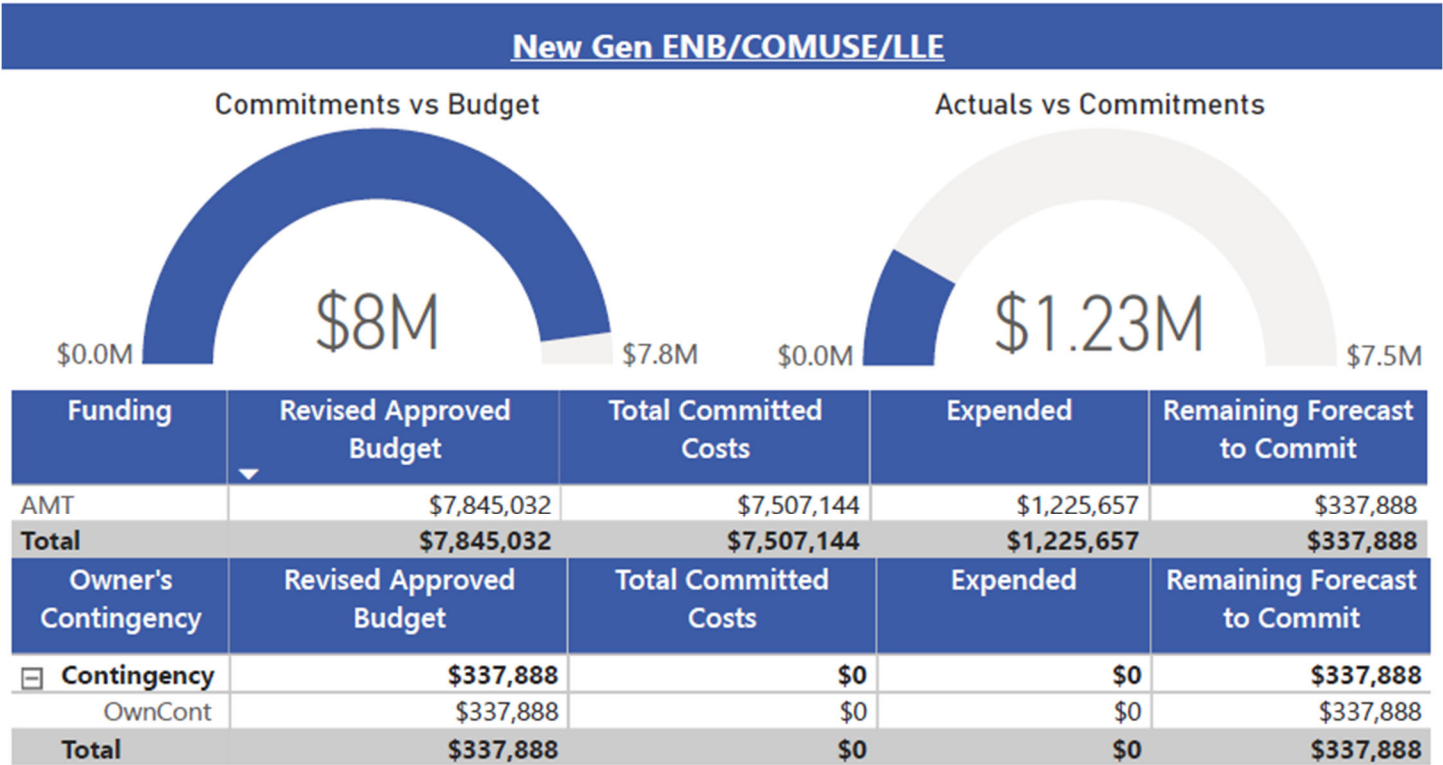 New Gen ENB/COMUSE/LLE
Commitments vs Budget
Actuals vs Commitments
$8M
$0.0M
$7.8M
$1.23M
$0.0M
$7.5M
Funding Revised Approved Budget Total Committed Costs Expended Remaining Forecast to Commit
AMT $7,845,032 $7,507,144 $1,225,657 $337,888
Total $7,845,032 $7,507,144 $1,225,657 $337,888
Owner's Contingency Revised Approved Budget Total Committed Costs Expended Remaining Forecast to Commit
Contingency $337,888 $0 $0 $337,888
OwnCont $337,888 $0 $0 $337,888
Total $337,888 $0 $0 $337,888